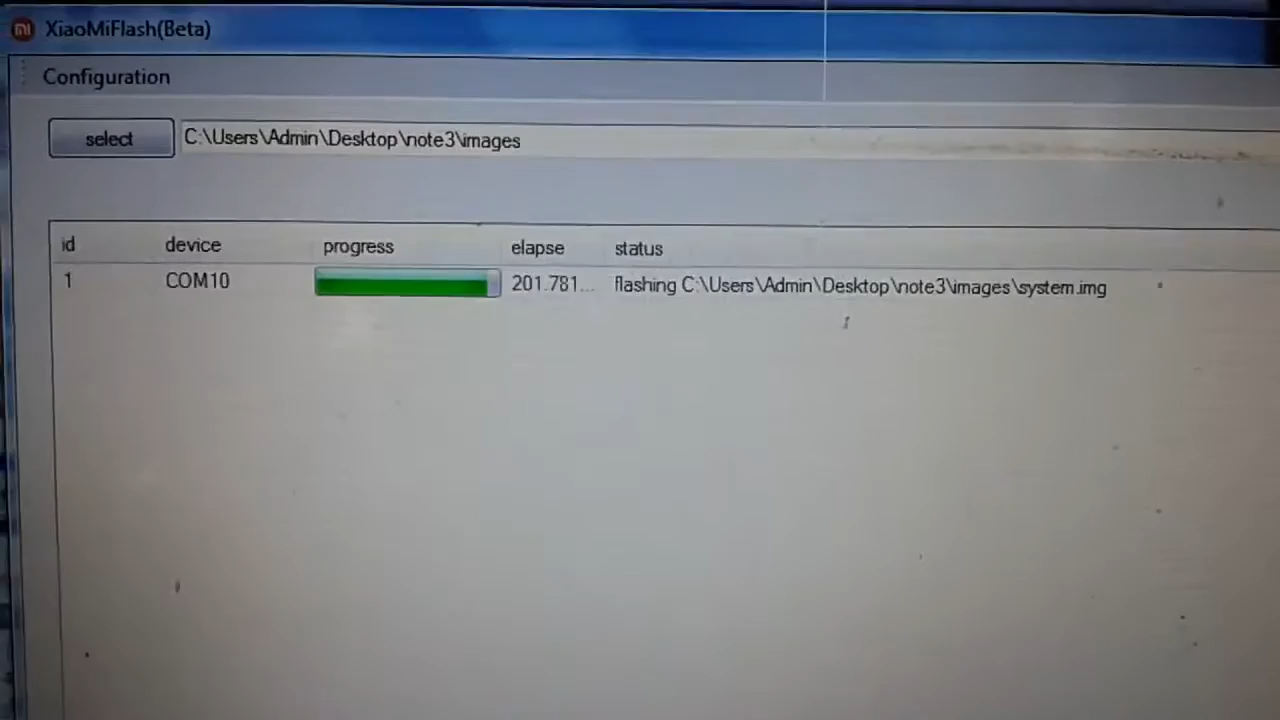 mi XiaoMiFlash(Beta)
Configuration
select C:\Users\Admin\Desktop\note3\images
id device progress elapse status
1 COM10 201.781... flashing C:\Users\Admin\Desktop\note3\images\system.img